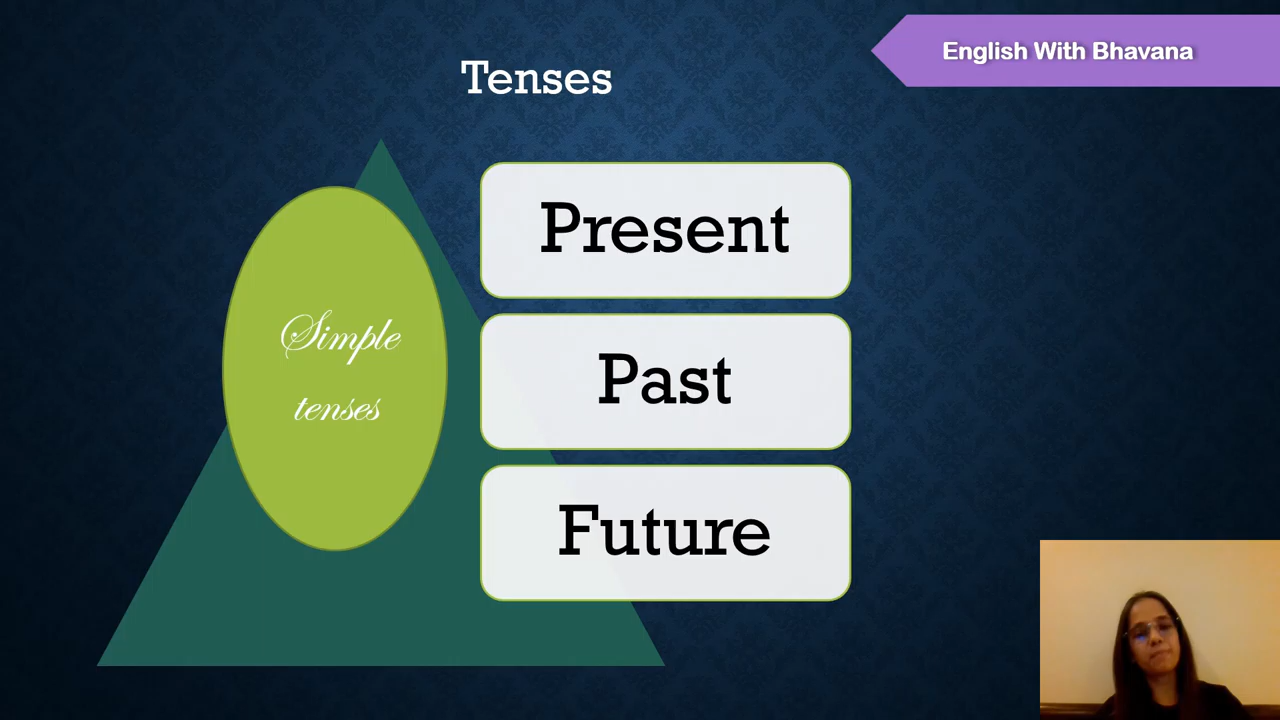 English With Bhavana
Tenses
Simple
tenses
Present
Past
Future